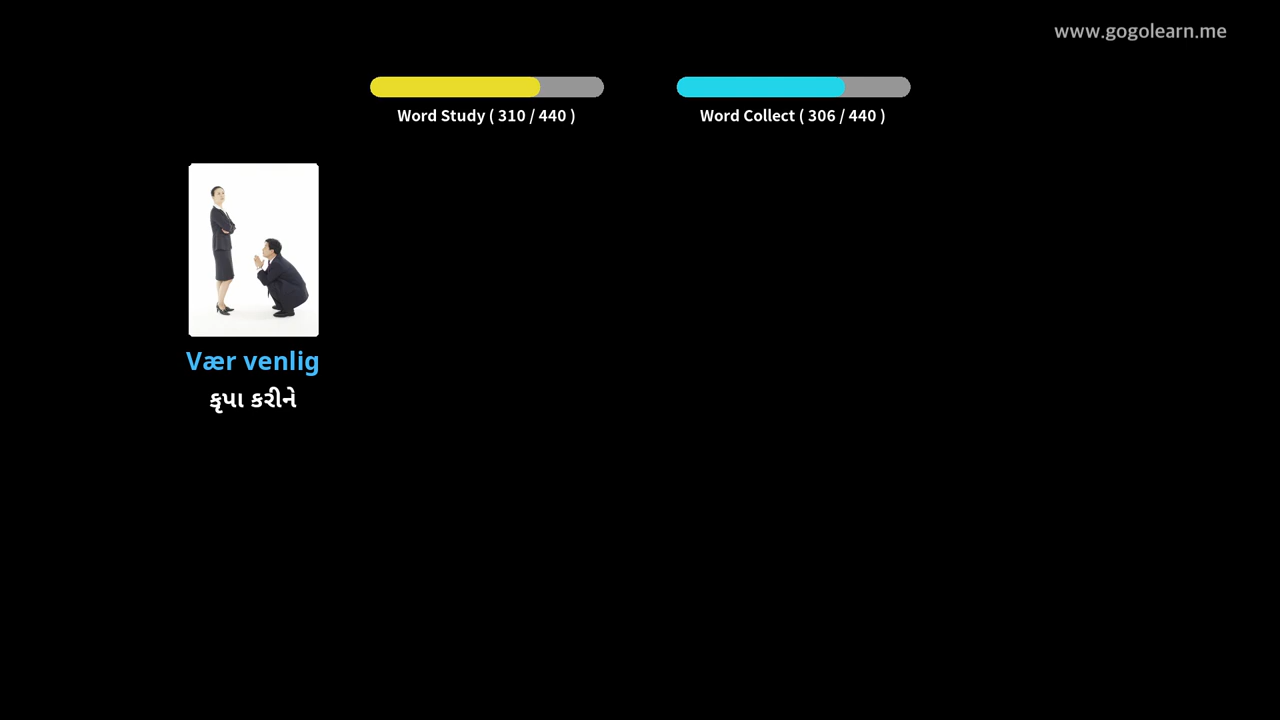 www.gogolearn.me
Word Study ( 310 / 440 )
Word Collect ( 306 / 440 )
Vær venlig
કૃપા કરીને